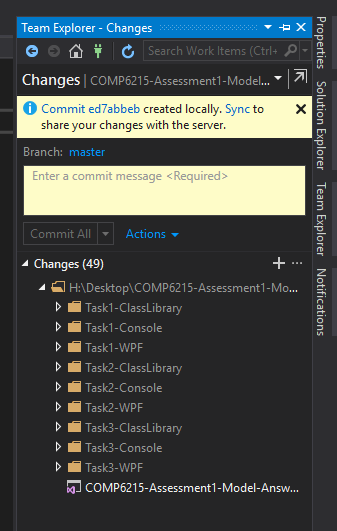 Team Explorer - Changes
Search Work Items (Ctrl+
Changes | COMP6215-Assessment1-Model-...
Commit ed7abbeb created locally. Sync to
share your changes with the server.
Branch: master
Enter a commit message <Required>
Commit All
Actions
Changes (49)
H:\Desktop\COMP6215-Assessment1-Mo...
Task1-ClassLibrary
Task1-Console
Task1-WPF
Task2-ClassLibrary
Task2-Console
Task2-WPF
Task3-ClassLibrary
Task3-Console
Task3-WPF
COMP6215-Assessment1-Model-Answ...
Properties
Solution Explorer
Team Explorer
Notifications